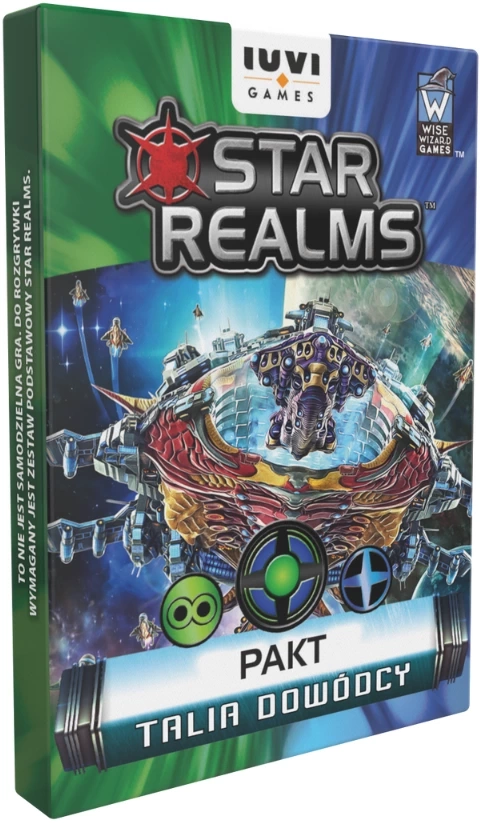 IUVI
GAMES
W
WISE
WIZARD
GAMES
TM
STAR
REALMS
TM
PAKT
TALIA DOWÓDCY
TO NIE JEST SAMODZIELNA GRA. DO ROZGRYWKI
WYMAGANY JEST ZESTAW PODSTAWOWY STAR REALMS.